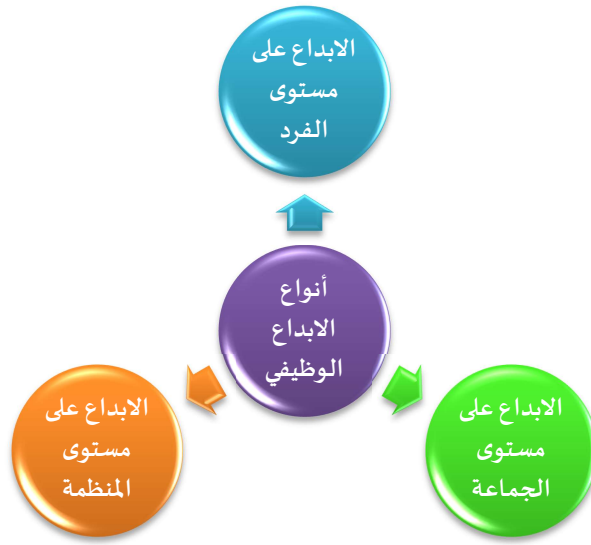 الابداع على
مستوى
الفرد
أنواع
الابداع
الوظيفي
الابداع على
مستوى
الجماعة
الابداع على
مستوى
المنظمة